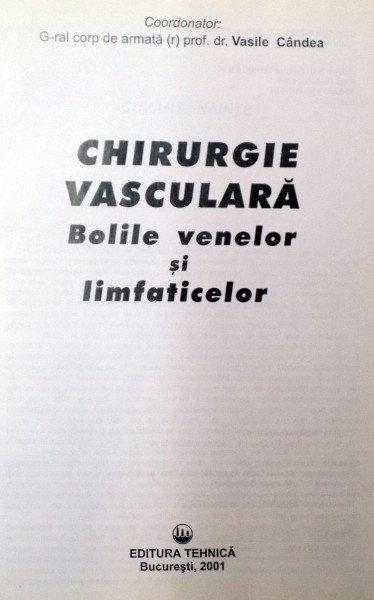 Coordonator:
G-ral corp de armată (r) prof. dr. Vasile Cândea
CHIRURGIE
VASCULARĂ
Bolile venelor
și
limfaticelor
EDITURA TEHNICĂ
București, 2001